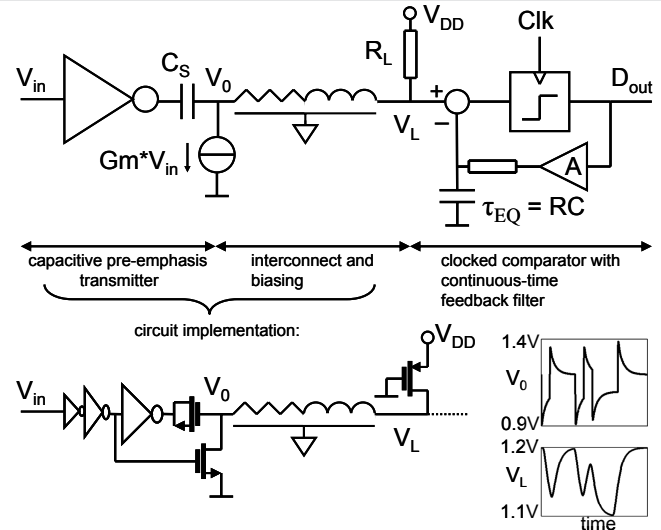 V_DD
Clk
R_L
C_S
V_in
V_0
D_out
+
−
V_L
Gm*V_in
A
τ_EQ = RC
capacitive pre-emphasis
transmitter
interconnect and
biasing
clocked comparator with
continuous-time
feedback filter
circuit implementation:
V_DD
V_in
V_0
V_L
1.4V
V_0
0.9V
1.2V
V_L
1.1V
time